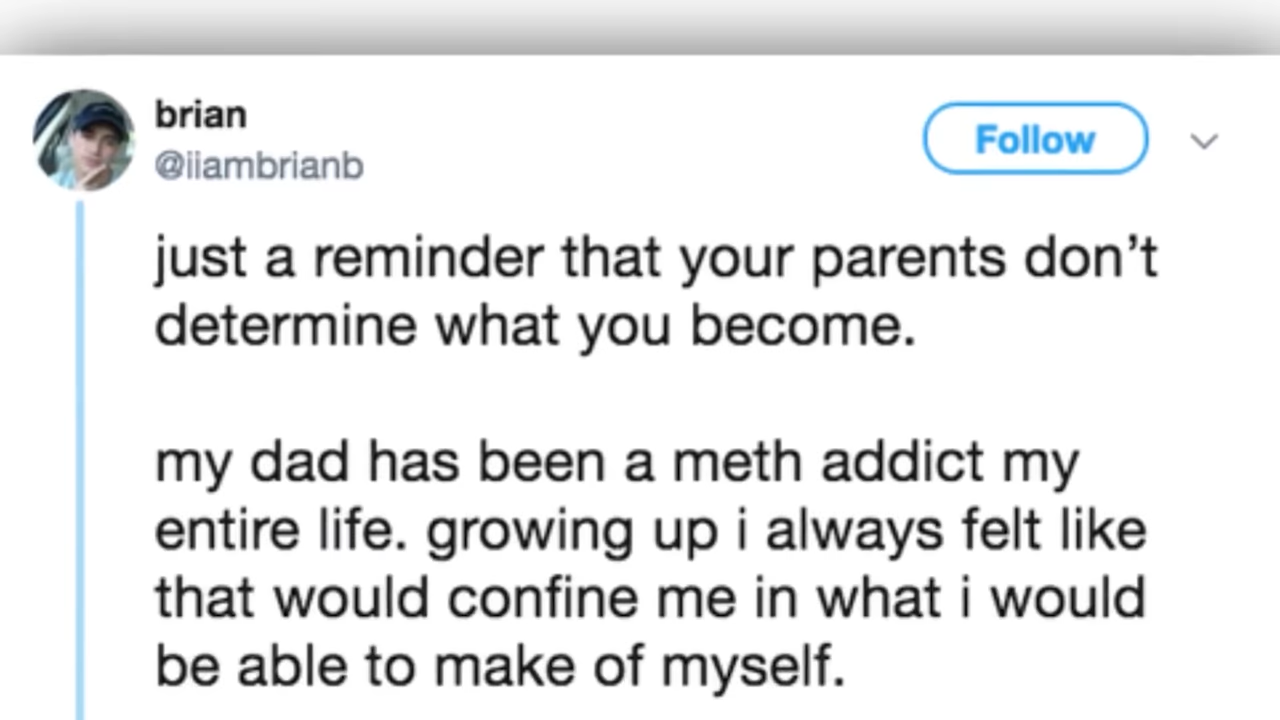 brian
@iiambrianb
Follow
just a reminder that your parents don’t
determine what you become.
my dad has been a meth addict my
entire life. growing up i always felt like
that would confine me in what i would
be able to make of myself.